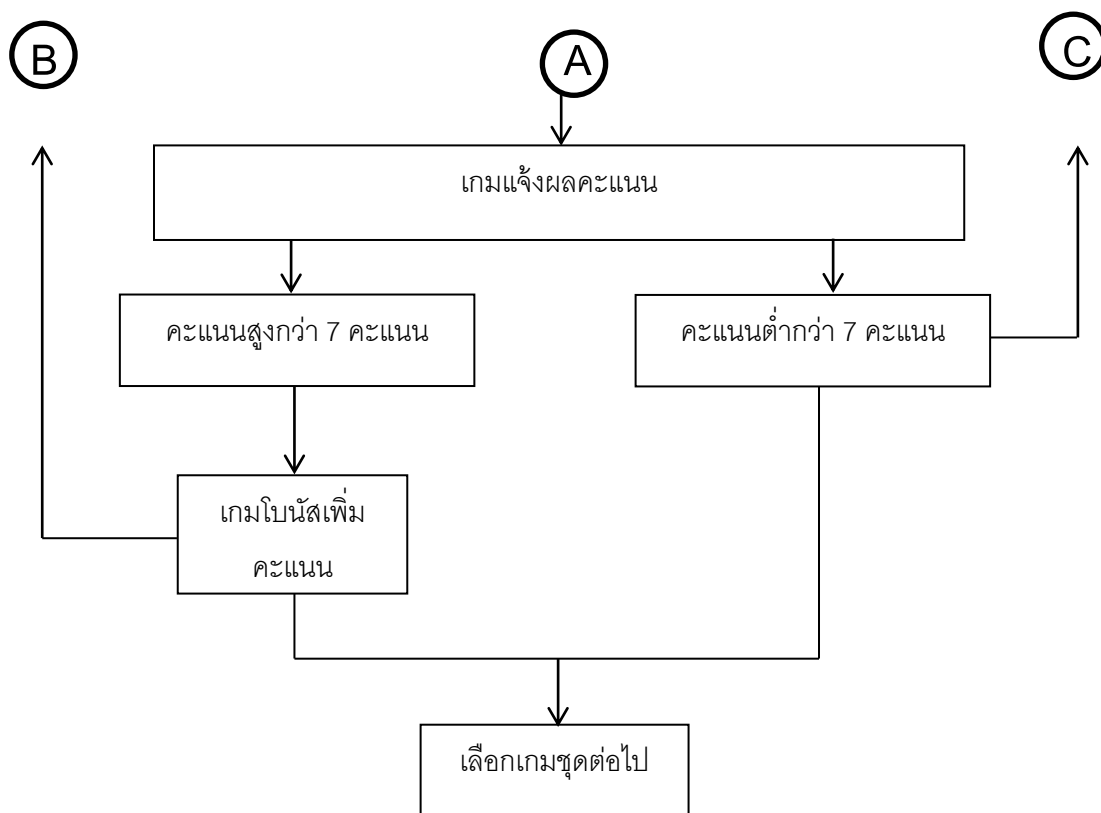 B
A
C
เกมแจ้งผลคะแนน
คะแนนสูงกว่า 7 คะแนน
คะแนนต่ำกว่า 7 คะแนน
เกมโบนัสเพิ่ม
คะแนน
เลือกเกมชุดต่อไป